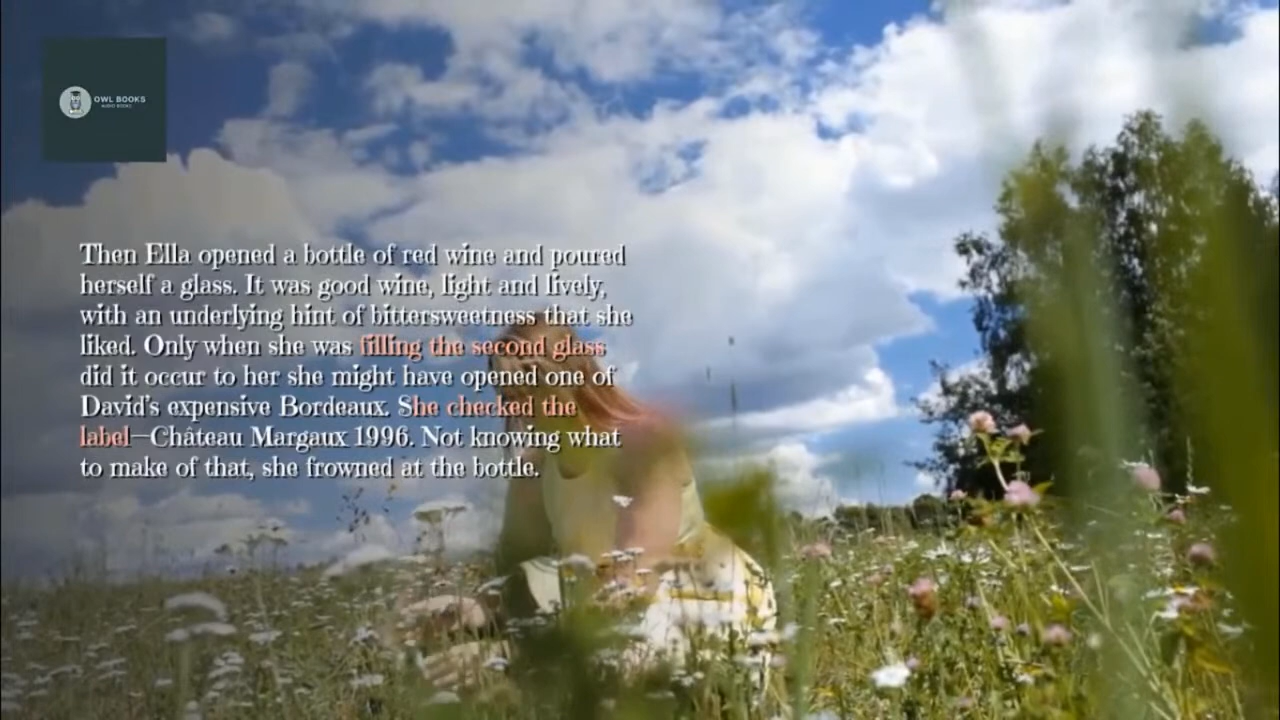 OWL BOOKS
AUDIO BOOKS
Then Ella opened a bottle of red wine and poured
herself a glass. It was good wine, light and lively,
with an underlying hint of bittersweetness that she
liked. Only when she was filling the second glass
did it occur to her she might have opened one of
David's expensive Bordeaux. She checked the
label—Château Margaux 1996. Not knowing what
to make of that, she frowned at the bottle.